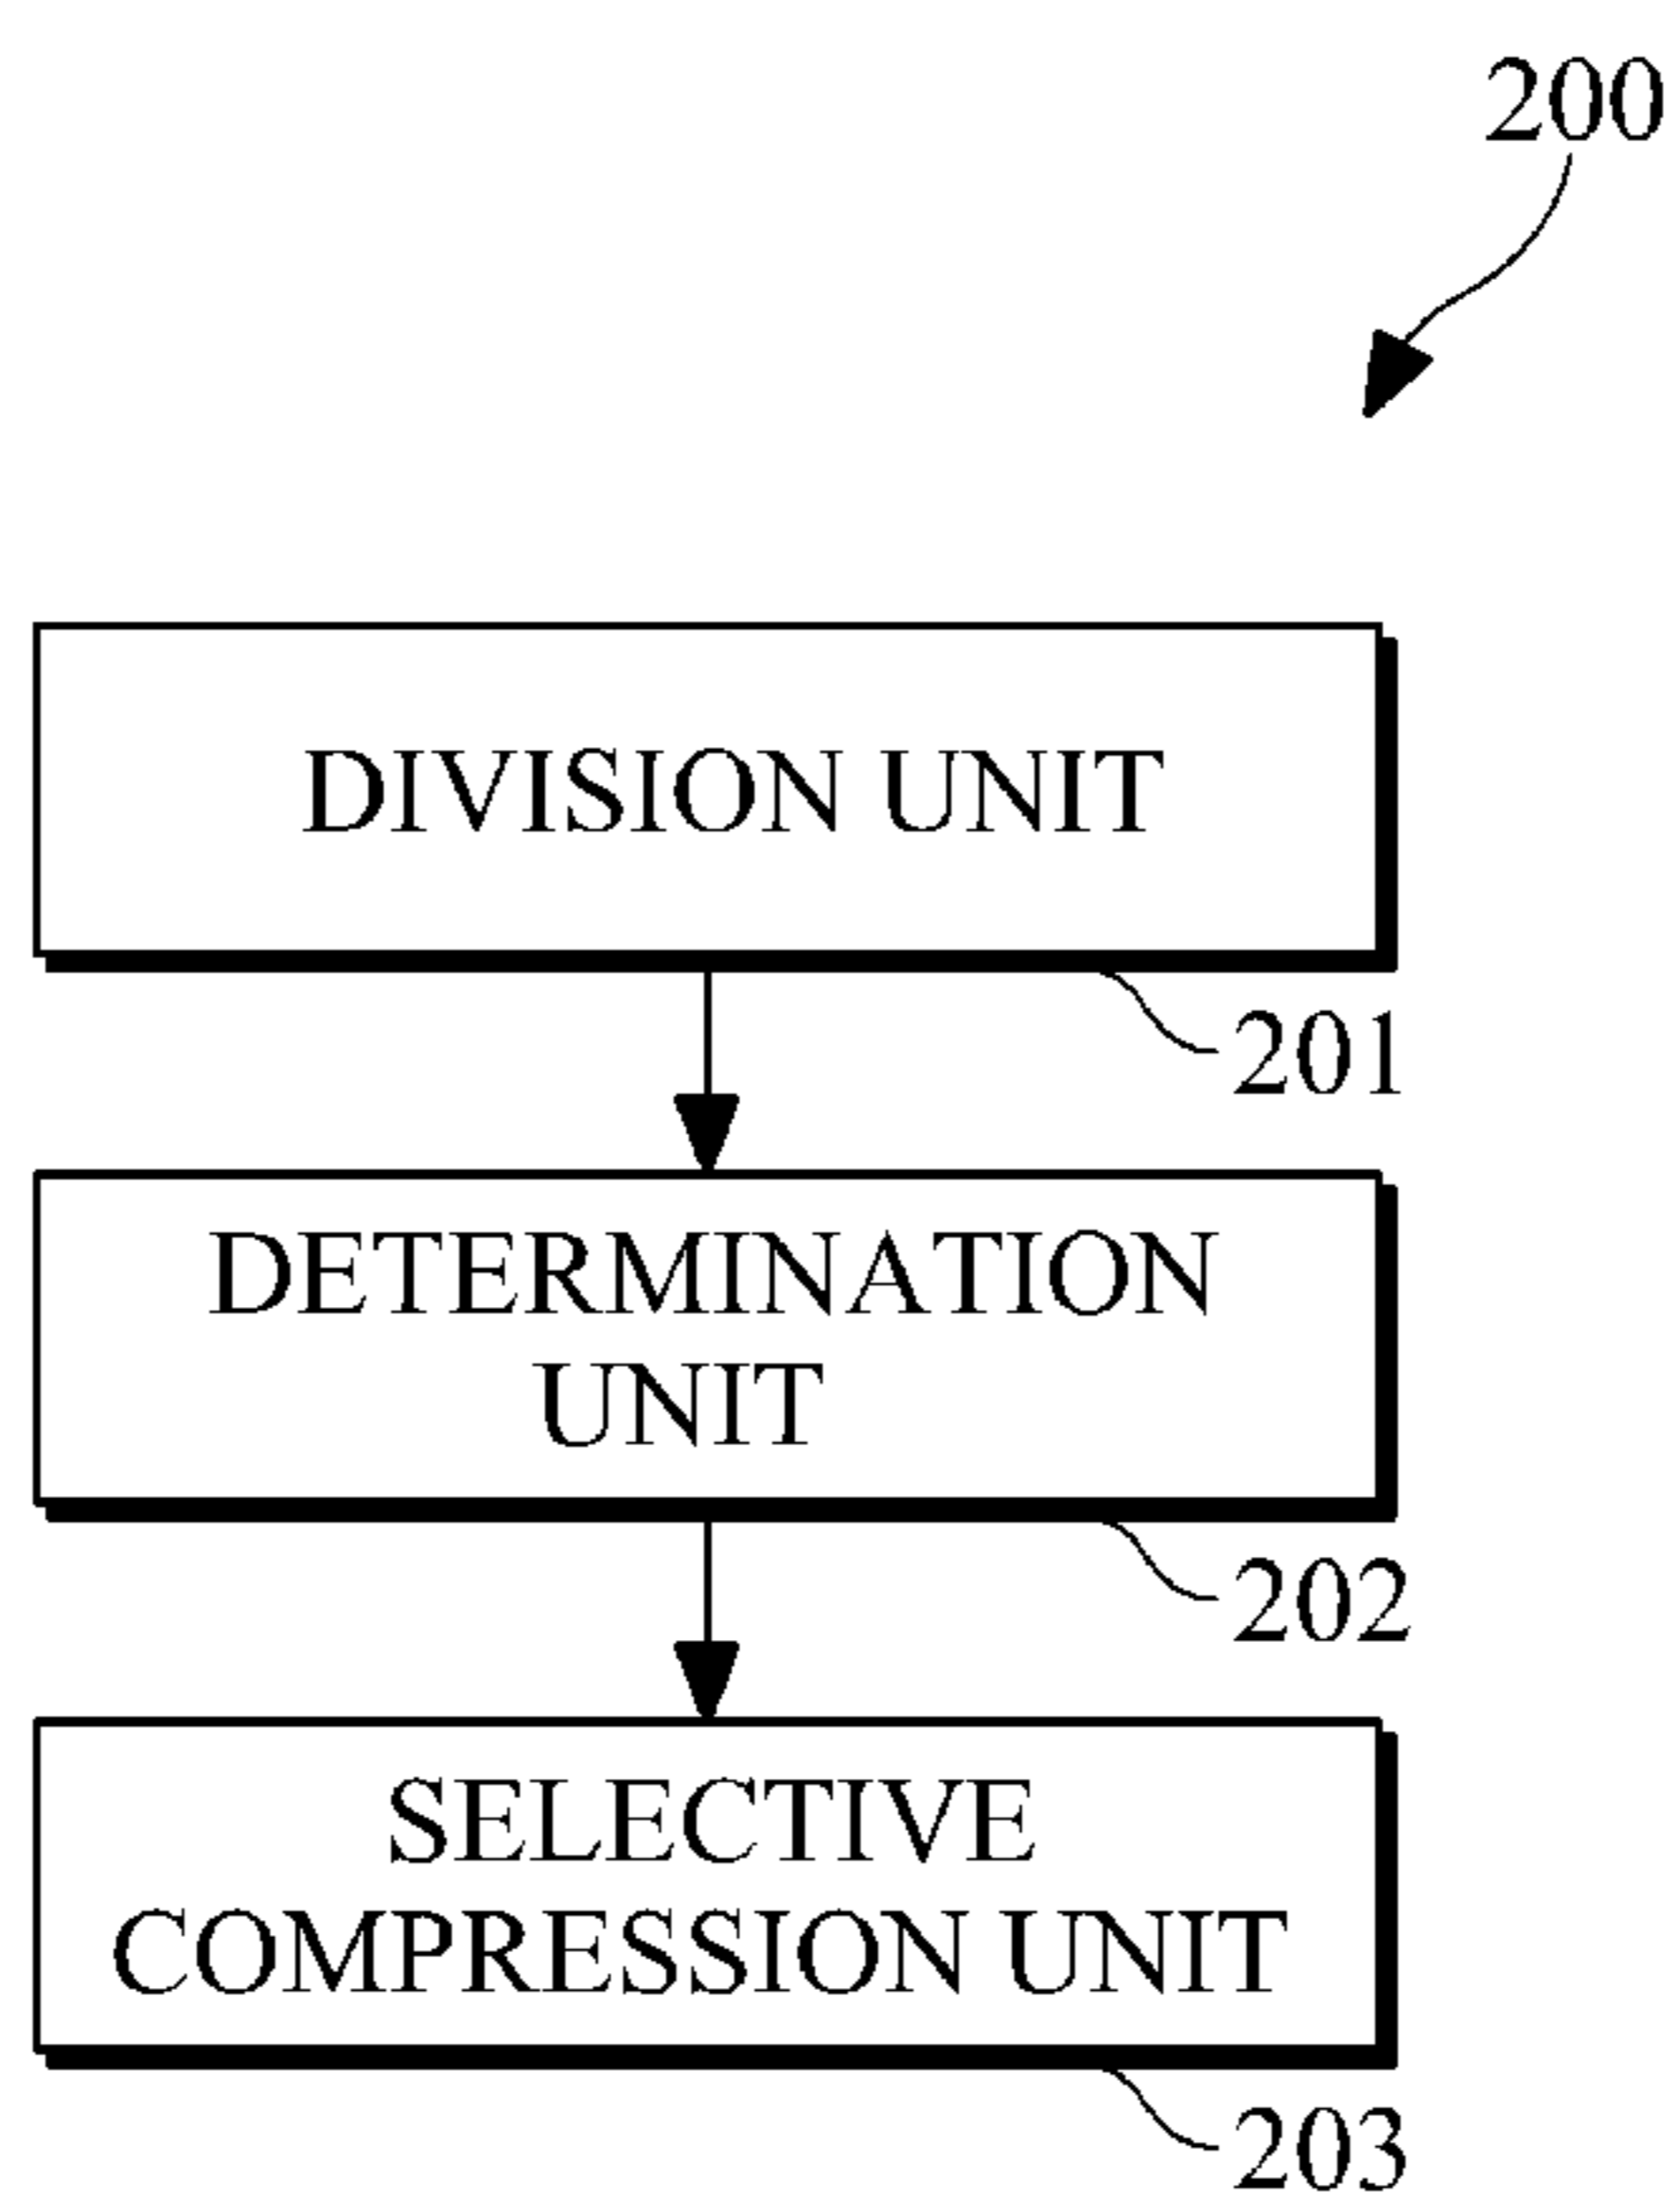 200
DIVISION UNIT
201
DETERMINATION
UNIT
202
SELECTIVE
COMPRESSION UNIT
203